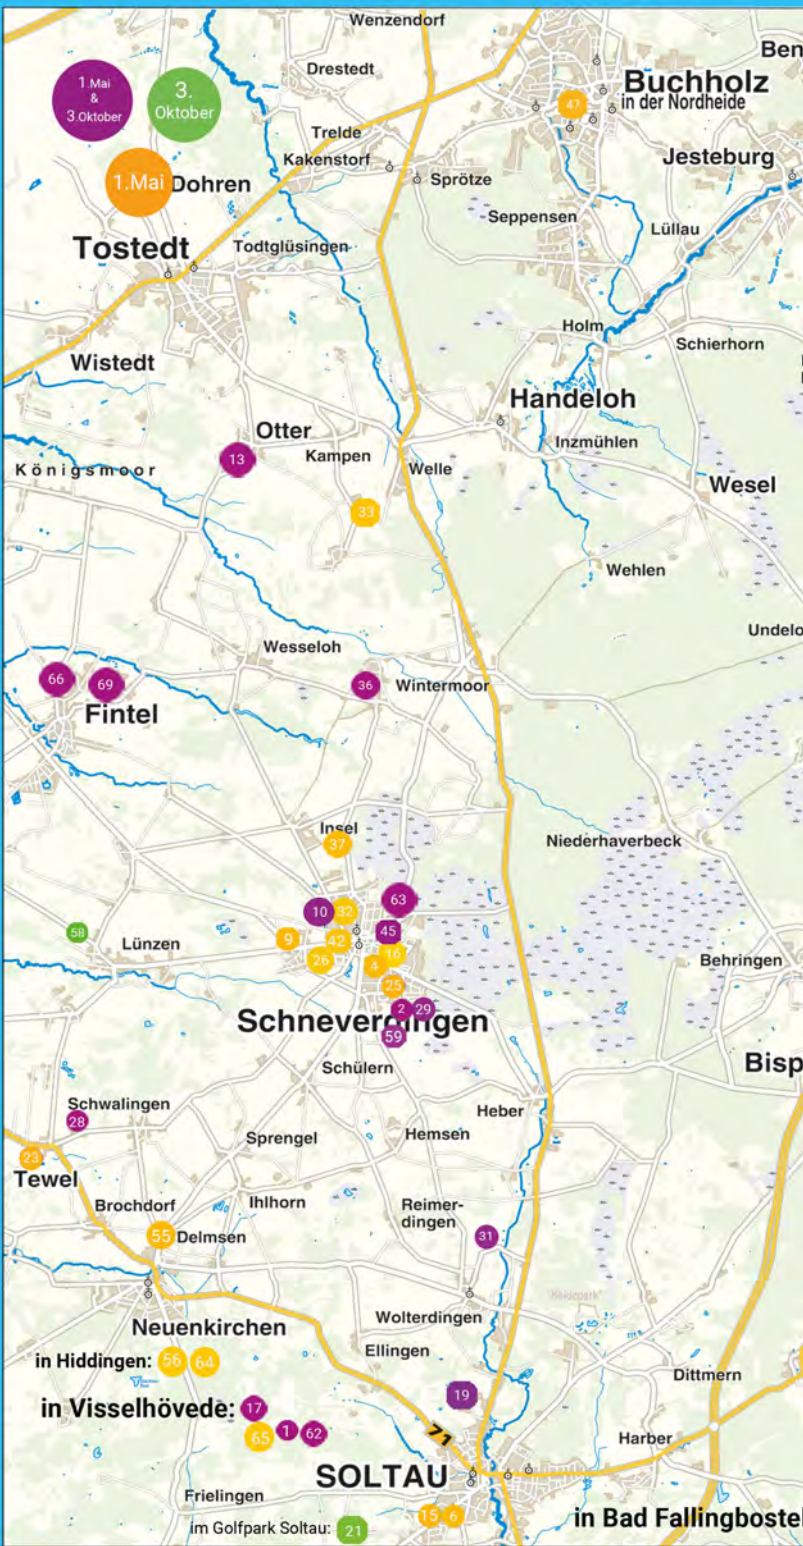 Wenzendorf
Ben
Drestedt
Buchholz
in der Nordheide
47
1.Mai
&
3.Oktober
3.
Oktober
Trelde
Kakenstorf
Sprötze
Jesteburg
1.Mai
Dohren
Seppensen
Lüllau
Tostedt
Todtglüsingen
Holm
Schierhorn
Wistedt
Handeloh
Otter
Inzmühlen
13
Kampen
Welle
Königsmoor
Wesel
33
Wehlen
Undelo
Wesseloh
66
69
36
Wintermoor
Fintel
Insel
37
Niederhaverbeck
63
10
32
58
9
42
45
Lünzen
26
16
4
Behringen
25
2
29
Schneverdingen
59
Schülern
Bisp
Schwalingen
28
Heber
Sprengel
Hemsen
23
Tewel
Brochdorf
Ihlhorn
Reimer-
dingen
55
Delmsen
31
"Heidepark"
Wolterdingen
Neuenkirchen
Ellingen
in Hiddingen:
56
64
Dittmern
in Visselhövede:
17
19
65
1
62
71
Harber
SOLTAU
Frielingen
15
6
in Bad Fallingbostel
im Golfpark Soltau:
21